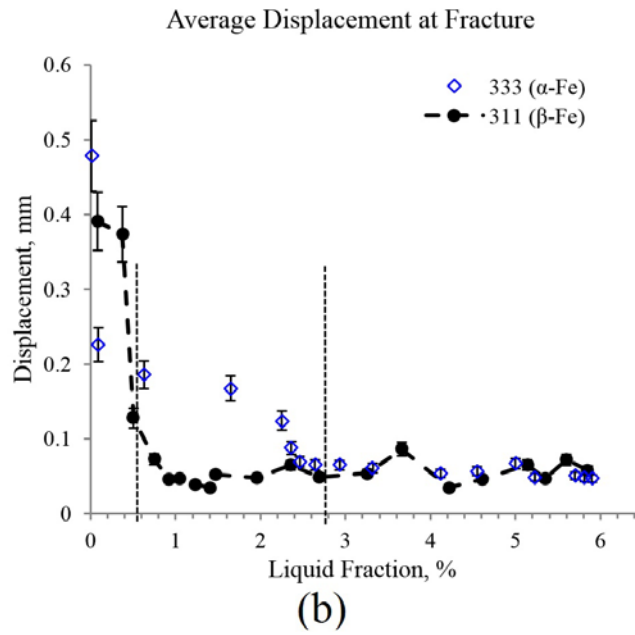 Average Displacement at Fracture
0.6
0.5
0.4
0.3
0.2
0.1
0
Displacement, mm
333 (α-Fe)
311 (β-Fe)
0 1 2 3 4 5 6
Liquid Fraction, %
(b)